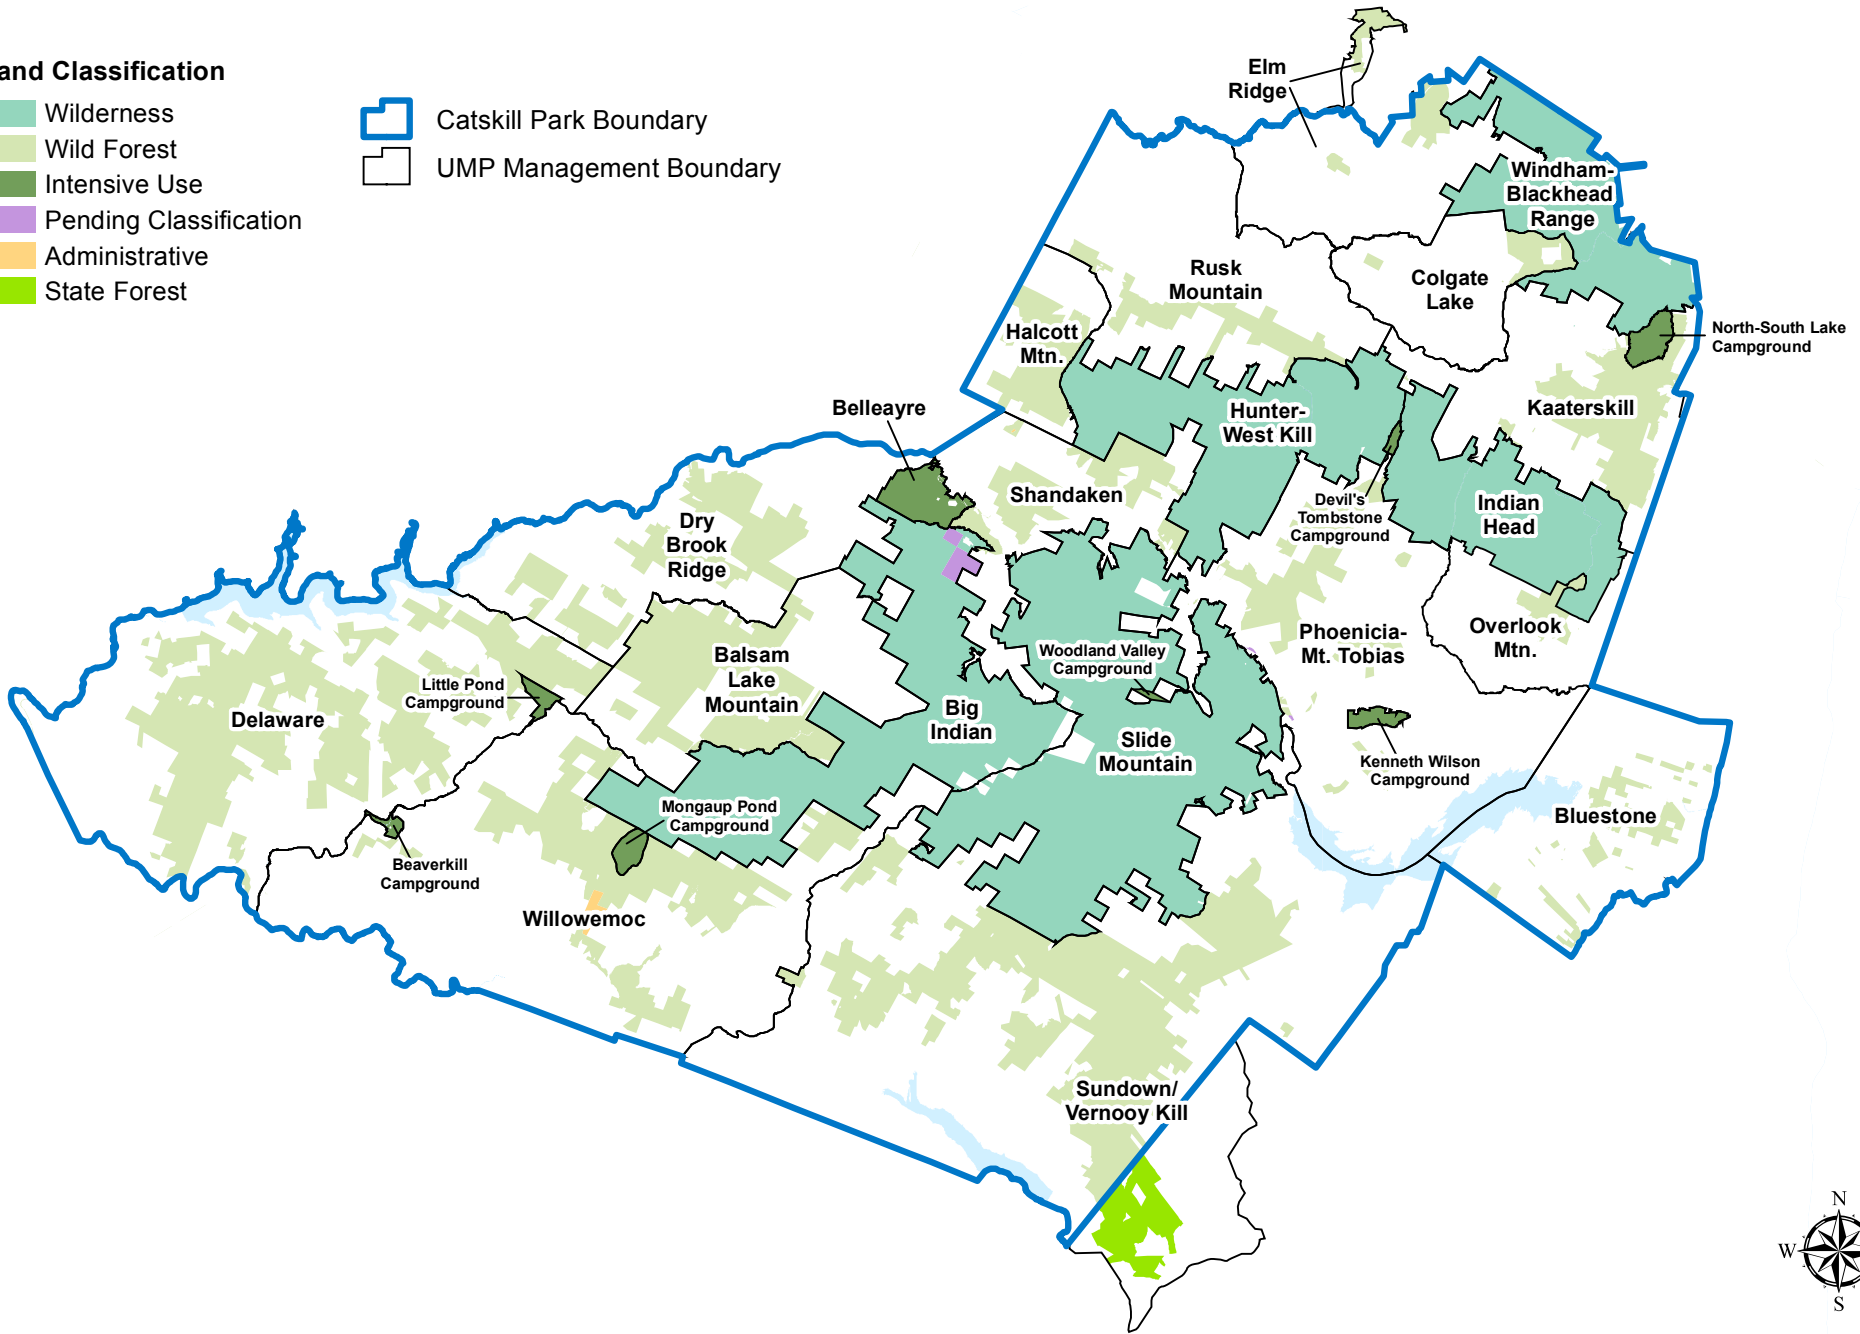 and Classification
Wilderness
Wild Forest
Intensive Use
Pending Classification
Administrative
State Forest
Catskill Park Boundary
UMP Management Boundary
Elm
Ridge
Windham-
Blackhead
Range
Rusk
Mountain
Colgate
Lake
Halcott
Mtn.
North-South Lake
Campground
Belleayre
Hunter-
West Kill
Kaaterskill
Shandaken
Devil's
Tombstone
Campground
Indian
Head
Dry
Brook
Ridge
Phoenicia-
Mt. Tobias
Overlook
Mtn.
Woodland Valley
Campground
Balsam
Lake
Mountain
Little Pond
Campground
Delaware
Big
Indian
Slide
Mountain
Kenneth Wilson
Campground
Mongaup Pond
Campground
Bluestone
Beaverkill
Campground
Willowemoc
Sundown/
Vernooy Kill
N
W
S